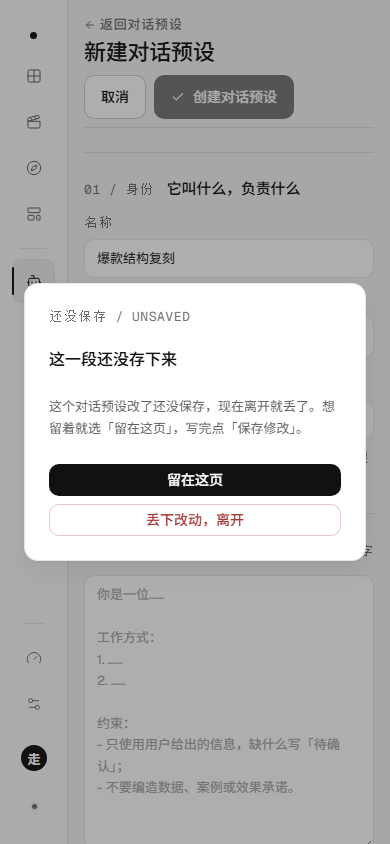 ← 返回对话预设
新建对话预设
取消
创建对话预设
01 / 身份 它叫什么，负责什么
名称
爆款结构复刻
还没保存 / UNSAVED
这一段还没存下来
这个对话预设改了还没保存，现在离开就丢了。想
留着就选「留在这页」，写完点「保存修改」。
留在这页
丢下改动，离开
字
你是一位……
工作方式：
1. ……
2. ……
约束：
- 只使用用户给出的信息，缺什么写「待确
认」；
- 不要编造数据、案例或效果承诺。
走